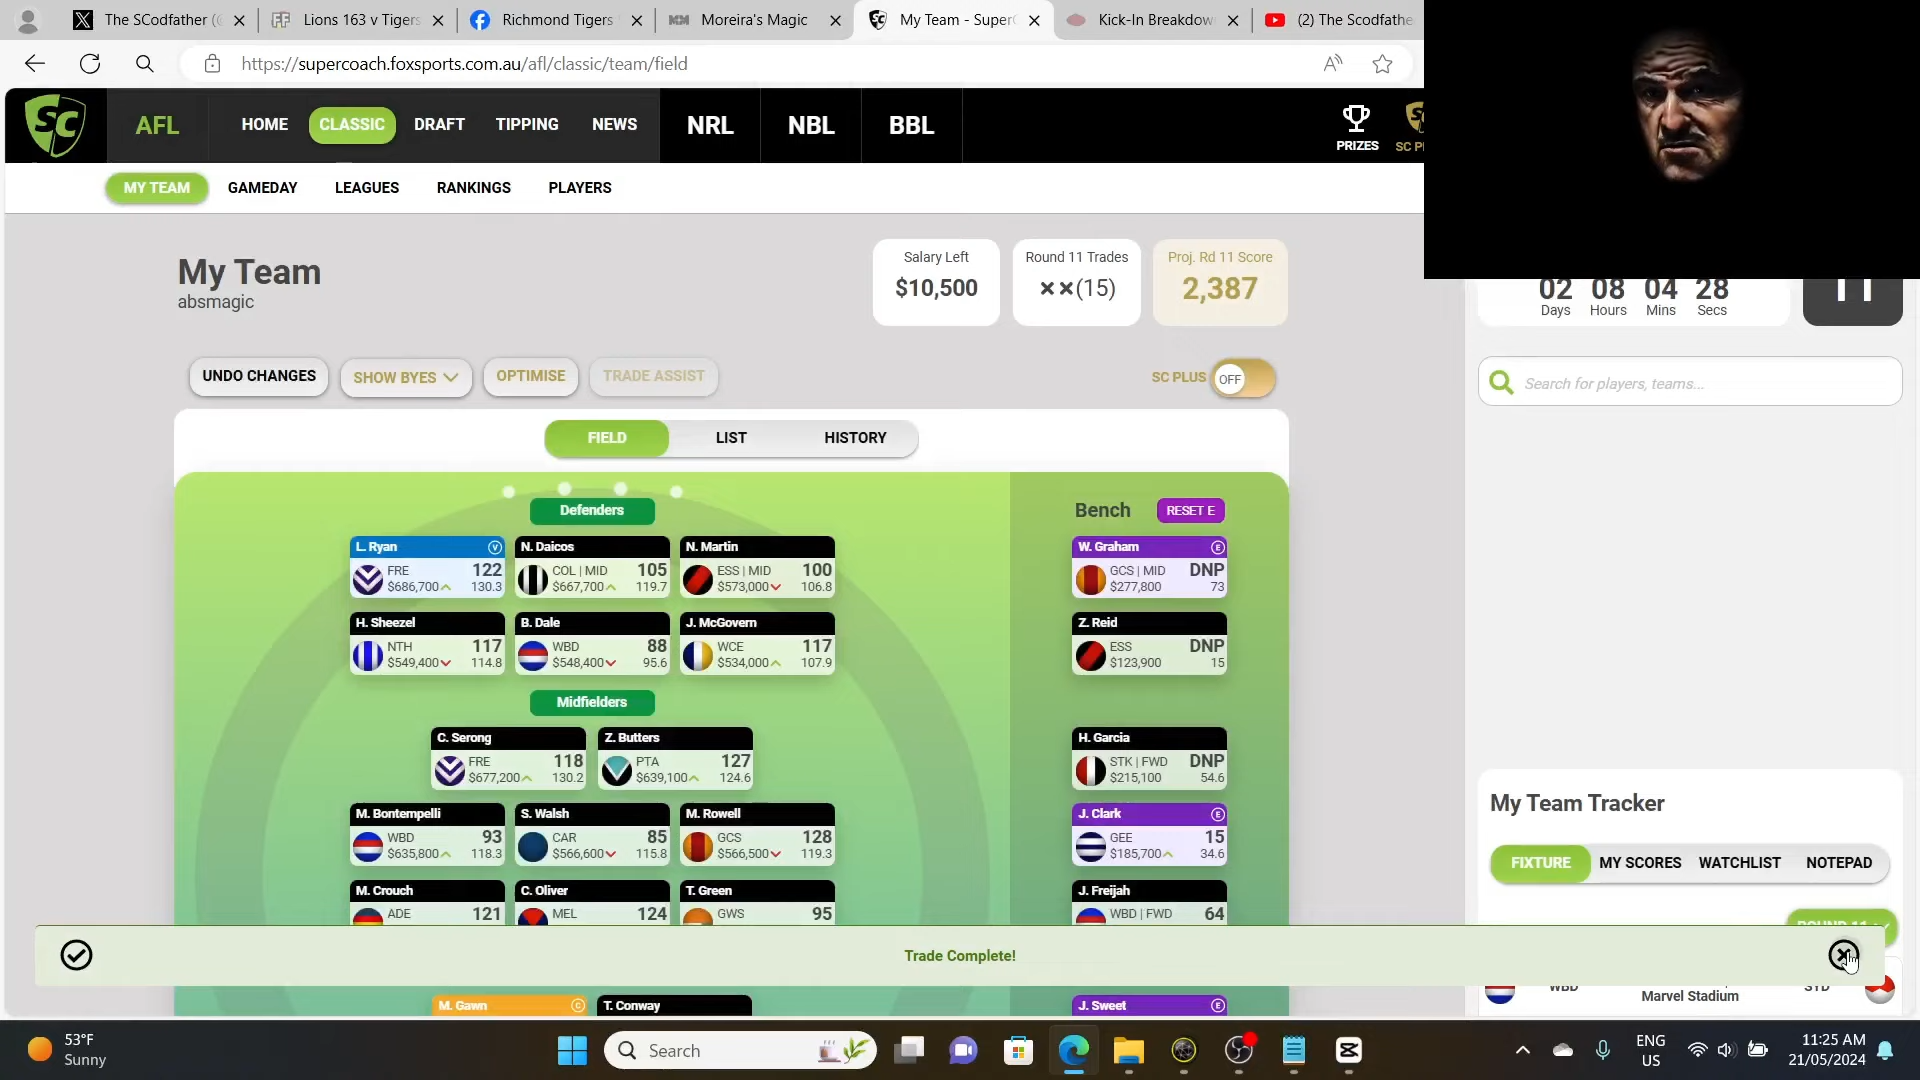 The SCodfather (
Lions 163 v Tigers
Richmond Tigers
Moreira's Magic
My Team - SuperC
Kick-In Breakdow
(2) The Scodfathe
https://supercoach.foxsports.com.au/afl/classic/team/field
SC
AFL
HOME
CLASSIC
DRAFT
TIPPING
NEWS
NRL
NBL
BBL
PRIZES
SC P
MY TEAM
GAMEDAY
LEAGUES
RANKINGS
PLAYERS
My Team
absmagic
Salary Left
$10,500
Round 11 Trades
××(15)
Proj. Rd 11 Score
2,387
02 08 04 28
Days Hours Mins Secs
11
UNDO CHANGES
SHOW BYES
OPTIMISE
TRADE ASSIST
SC PLUS OFF
Search for players, teams...
FIELD
LIST
HISTORY
Defenders
Bench
RESET E
L. Ryan V
FRE 122
$686,700 130.3
N. Daicos
COL | MID 105
$667,700 119.7
N. Martin
ESS | MID 100
$573,000 106.8
W. Graham E
GCS | MID DNP
$277,800 73
H. Sheezel
NTH 117
$549,400 114.8
B. Dale
WBD 88
$548,400 95.6
J. McGovern
WCE 117
$534,000 107.9
Z. Reid
ESS DNP
$123,900 15
Midfielders
C. Serong
FRE 118
$677,200 130.2
Z. Butters
PTA 127
$639,100 124.6
H. Garcia
STK | FWD DNP
$215,100 54.6
M. Bontempelli
WBD 93
$635,800 118.3
S. Walsh
CAR 85
$566,600 115.8
M. Rowell
GCS 128
$566,500 119.3
J. Clark E
GEE 15
$185,700 34.6
M. Crouch
ADE 121
C. Oliver
MEL 124
T. Green
GWS 95
J. Freijah
WBD | FWD 64
My Team Tracker
FIXTURE
MY SCORES
WATCHLIST
NOTEPAD
Trade Complete!
WBD
Marvel Stadium
SYD
M. Gawn C
T. Conway
J. Sweet E
53°F
Sunny
Search
ENG
US
11:25 AM
21/05/2024